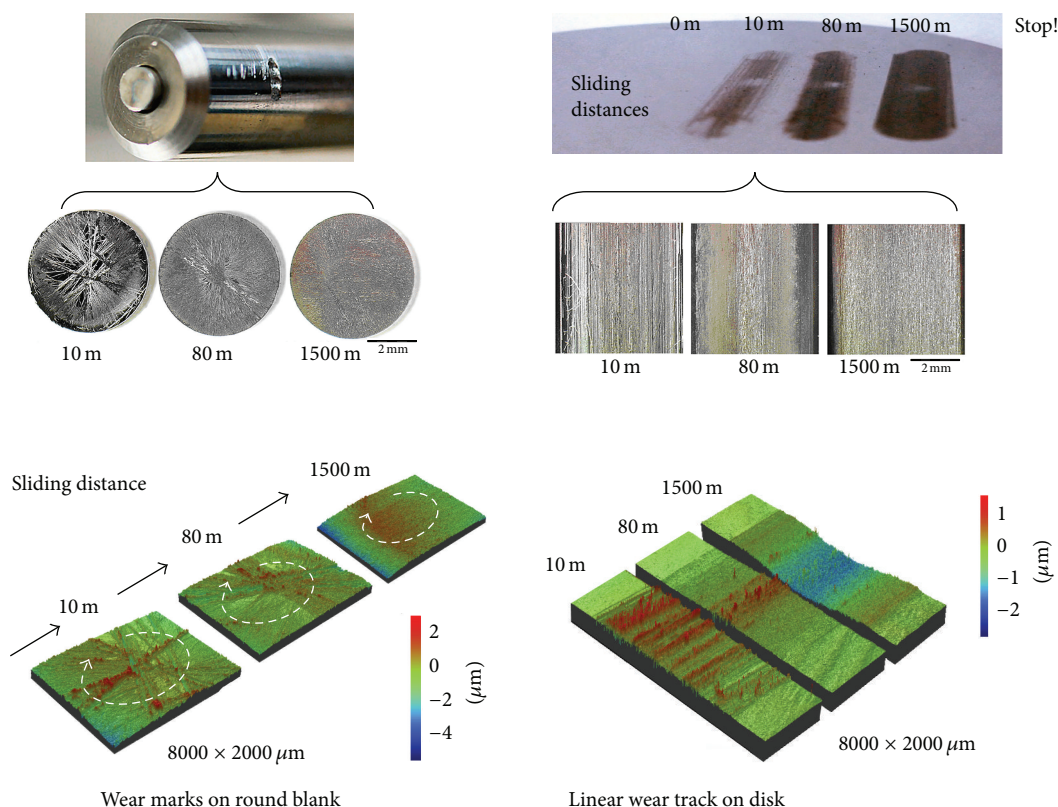 0 m 10 m 80 m 1500 m Stop!
Sliding
distances
10 m 80 m 1500 m 2 mm
10 m 80 m 1500 m 2 mm
Sliding distance
1500 m
80 m
10 m
2
0
−2
−4
(μm)
8000 × 2000 μm
Wear marks on round blank
1500 m
80 m
10 m
1
0
−1
−2
(μm)
8000 × 2000 μm
Linear wear track on disk